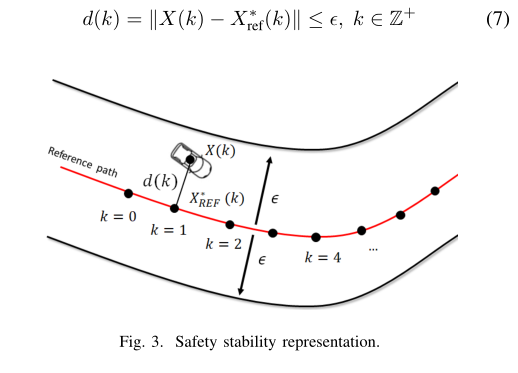 d(k) = ‖X(k) − X*ref(k)‖ ≤ ϵ, k ∈ ℤ⁺ (7)
Reference path
X(k)
d(k)
X*REF (k)
ϵ
k = 0
k = 1
k = 2
ϵ
k = 4
...
Fig. 3. Safety stability representation.